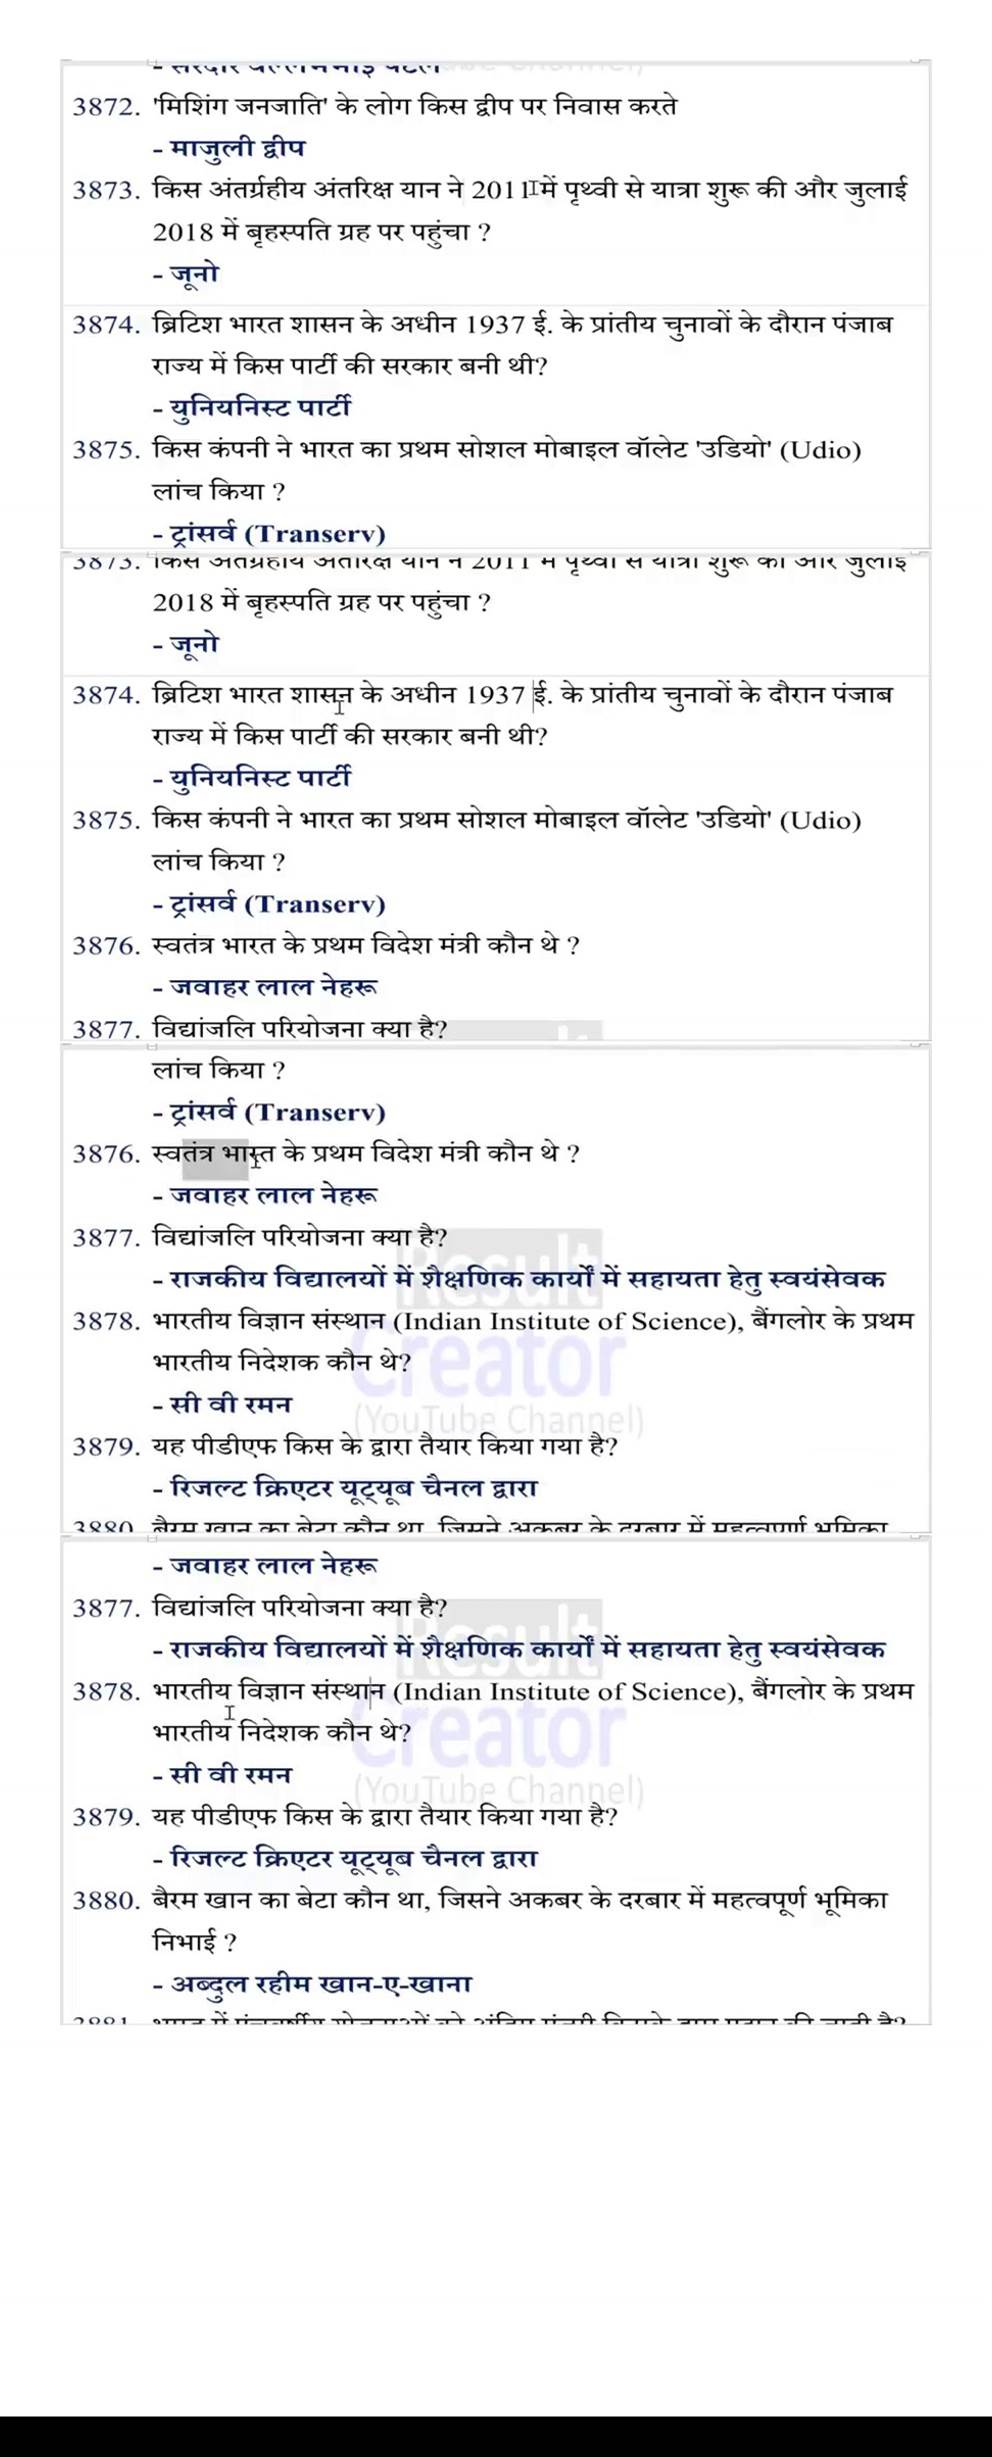 - सरदार वल्लभभाई पटेल
3872. 'मिशिंग जनजाति' के लोग किस द्वीप पर निवास करते
- माजुली द्वीप
3873. किस अंतर्ग्रहीय अंतरिक्ष यान ने 2011 में पृथ्वी से यात्रा शुरू की और जुलाई
2018 में बृहस्पति ग्रह पर पहुंचा ?
- जूनो
3874. ब्रिटिश भारत शासन के अधीन 1937 ई. के प्रांतीय चुनावों के दौरान पंजाब
राज्य में किस पार्टी की सरकार बनी थी?
- युनियनिस्ट पार्टी
3875. किस कंपनी ने भारत का प्रथम सोशल मोबाइल वॉलेट 'उडियो' (Udio)
लांच किया ?
- ट्रांसर्व (Transerv)
3873. किस अंतर्ग्रहीय अंतरिक्ष यान ने 2011 में पृथ्वी से यात्रा शुरू की और जुलाई
2018 में बृहस्पति ग्रह पर पहुंचा ?
- जूनो
3874. ब्रिटिश भारत शासन के अधीन 1937 ई. के प्रांतीय चुनावों के दौरान पंजाब
राज्य में किस पार्टी की सरकार बनी थी?
- युनियनिस्ट पार्टी
3875. किस कंपनी ने भारत का प्रथम सोशल मोबाइल वॉलेट 'उडियो' (Udio)
लांच किया ?
- ट्रांसर्व (Transerv)
3876. स्वतंत्र भारत के प्रथम विदेश मंत्री कौन थे ?
- जवाहर लाल नेहरू
3877. विद्यांजलि परियोजना क्या है?
लांच किया ?
- ट्रांसर्व (Transerv)
3876. स्वतंत्र भारत के प्रथम विदेश मंत्री कौन थे ?
- जवाहर लाल नेहरू
3877. विद्यांजलि परियोजना क्या है?
Result
- राजकीय विद्यालयों में शैक्षणिक कार्यों में सहायता हेतु स्वयंसेवक
3878. भारतीय विज्ञान संस्थान (Indian Institute of Science), बैंगलोर के प्रथम
भारतीय निदेशक कौन थे?
Creator
- सी वी रमन
(YouTube Channel)
3879. यह पीडीएफ किस के द्वारा तैयार किया गया है?
- रिजल्ट क्रिएटर यूट्यूब चैनल द्वारा
3880. बैरम खान का बेटा कौन था, जिसने अकबर के दरबार में महत्वपूर्ण भूमिका
- जवाहर लाल नेहरू
3877. विद्यांजलि परियोजना क्या है?
Result
- राजकीय विद्यालयों में शैक्षणिक कार्यों में सहायता हेतु स्वयंसेवक
3878. भारतीय विज्ञान संस्थान (Indian Institute of Science), बैंगलोर के प्रथम
भारतीय निदेशक कौन थे?
Creator
- सी वी रमन
(YouTube Channel)
3879. यह पीडीएफ किस के द्वारा तैयार किया गया है?
- रिजल्ट क्रिएटर यूट्यूब चैनल द्वारा
3880. बैरम खान का बेटा कौन था, जिसने अकबर के दरबार में महत्वपूर्ण भूमिका
निभाई ?
- अब्दुल रहीम खान-ए-खाना